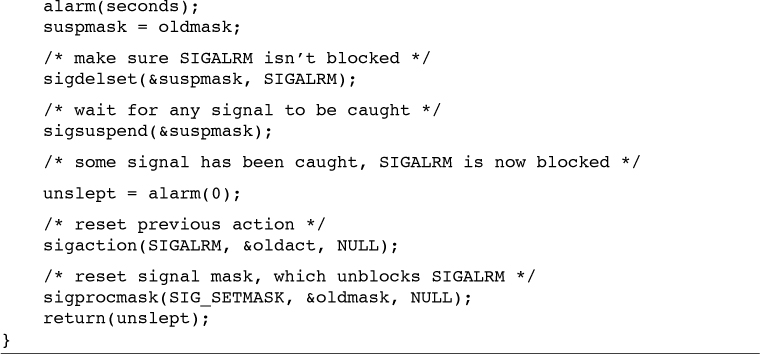 alarm(seconds);
suspmask = oldmask;
/* make sure SIGALRM isn't blocked */
sigdelset(&suspmask, SIGALRM);
/* wait for any signal to be caught */
sigsuspend(&suspmask);
/* some signal has been caught, SIGALRM is now blocked */
unslept = alarm(0);
/* reset previous action */
sigaction(SIGALRM, &oldact, NULL);
/* reset signal mask, which unblocks SIGALRM */
sigprocmask(SIG_SETMASK, &oldmask, NULL);
return(unslept);
}